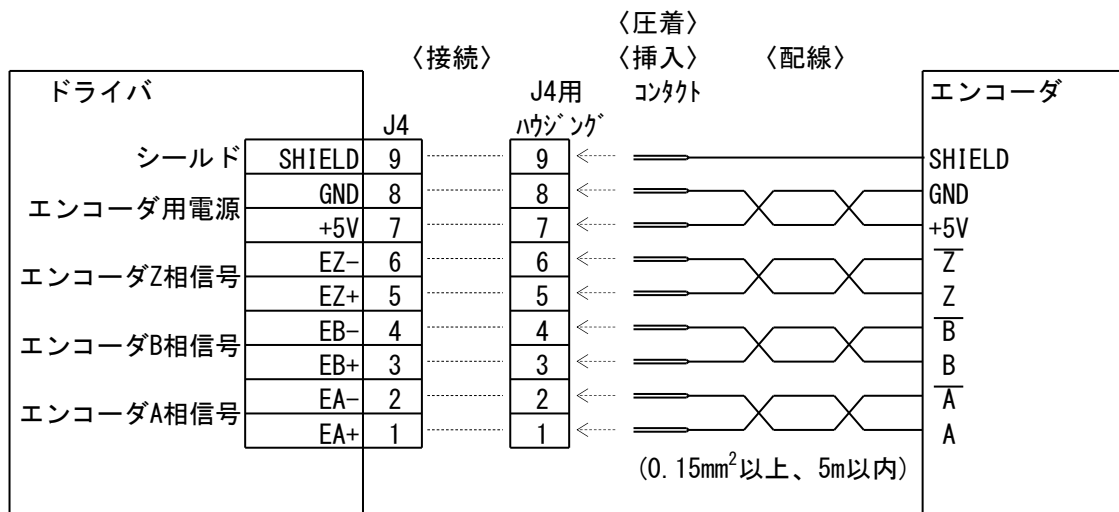 〈圧着〉
〈接続〉 〈挿入〉 〈配線〉
ドライバ J4用 コンタクト エンコーダ
J4 ハウジング
シールド SHIELD 9 9 SHIELD
GND 8 8 GND
エンコーダ用電源
+5V 7 7 +5V
EZ- 6 6 Z̅
エンコーダZ相信号
EZ+ 5 5 Z
EB- 4 4 B̅
エンコーダB相信号
EB+ 3 3 B
EA- 2 2 A̅
エンコーダA相信号
EA+ 1 1 A
(0.15mm²以上、5m以内)